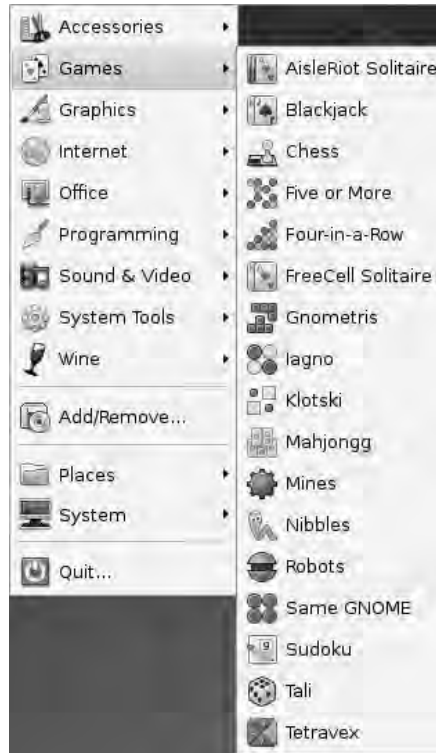 Accessories
Games
Graphics
Internet
Office
Programming
Sound & Video
System Tools
Wine
Add/Remove...
Places
System
Quit...
AisleRiot Solitaire
Blackjack
Chess
Five or More
Four-in-a-Row
FreeCell Solitaire
Gnometris
Iagno
Klotski
Mahjongg
Mines
Nibbles
Robots
Same GNOME
9
Sudoku
Tali
Tetravex